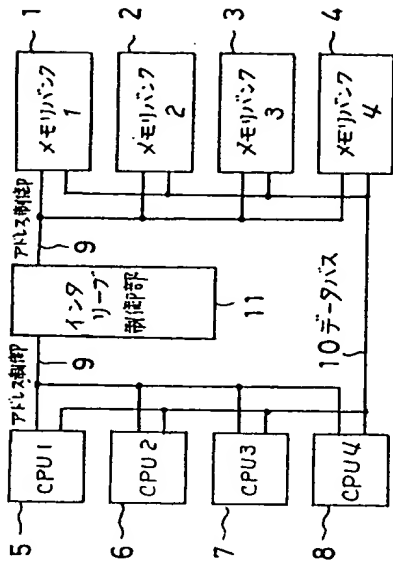 5
CPU1
アドレス制御
9
インタ
リーブ
制御部
11
アドレス制御
9
メモリバンク
1
1
6
CPU2
メモリバンク
2
2
7
CPU3
メモリバンク
3
3
8
CPU4
10データバス
メモリバンク
4
4